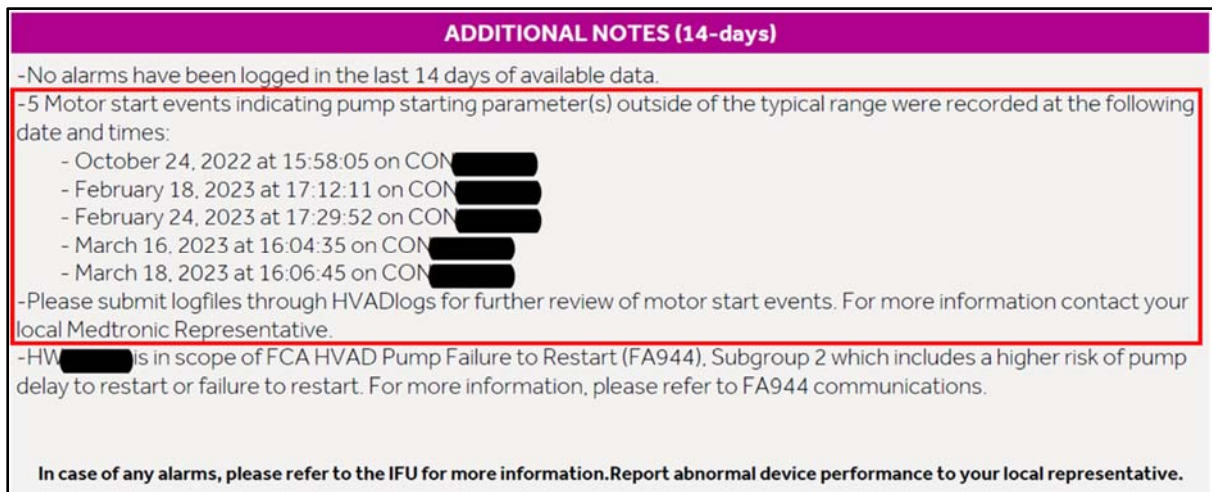 ADDITIONAL NOTES (14-days)
-No alarms have been logged in the last 14 days of available data.
-5 Motor start events indicating pump starting parameter(s) outside of the typical range were recorded at the following
date and times:
- October 24, 2022 at 15:58:05 on CON
- February 18, 2023 at 17:12:11 on CON
- February 24, 2023 at 17:29:52 on CON
- March 16, 2023 at 16:04:35 on CON
- March 18, 2023 at 16:06:45 on CON
-Please submit logfiles through HVADlogs for further review of motor start events. For more information contact your
local Medtronic Representative.
-HW is in scope of FCA HVAD Pump Failure to Restart (FA944), Subgroup 2 which includes a higher risk of pump
delay to restart or failure to restart. For more information, please refer to FA944 communications.
In case of any alarms, please refer to the IFU for more information.Report abnormal device performance to your local representative.